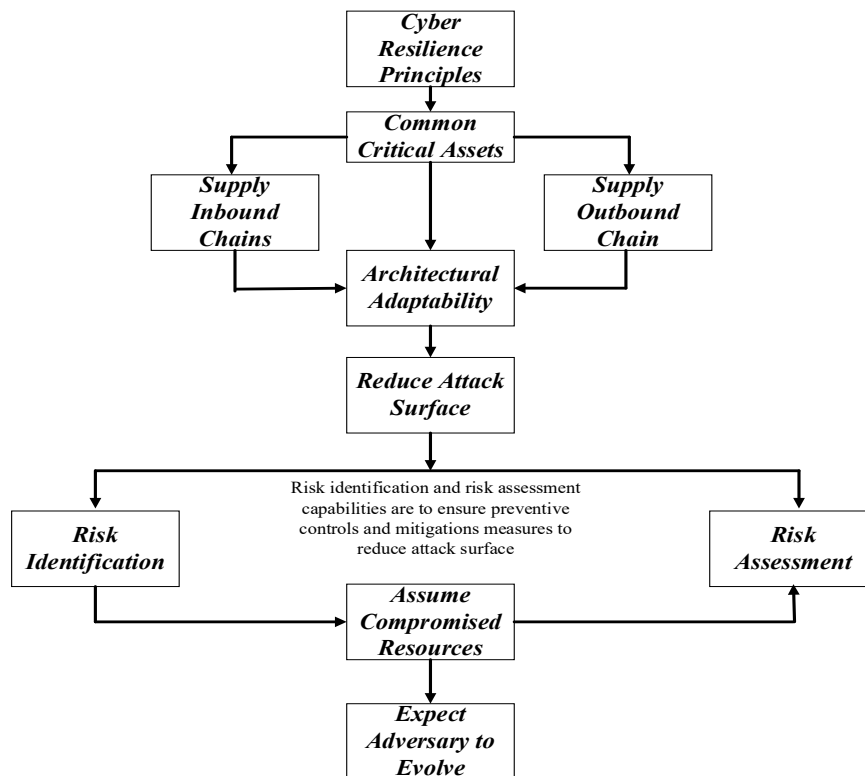 Cyber
Resilience
Principles
Common
Critical Assets
Supply
Inbound
Chains
Supply
Outbound
Chain
Architectural
Adaptability
Reduce Attack
Surface
Risk identification and risk assessment
capabilities are to ensure preventive
controls and mitigations measures to
reduce attack surface
Risk
Identification
Risk
Assessment
Assume
Compromised
Resources
Expect
Adversary to
Evolve